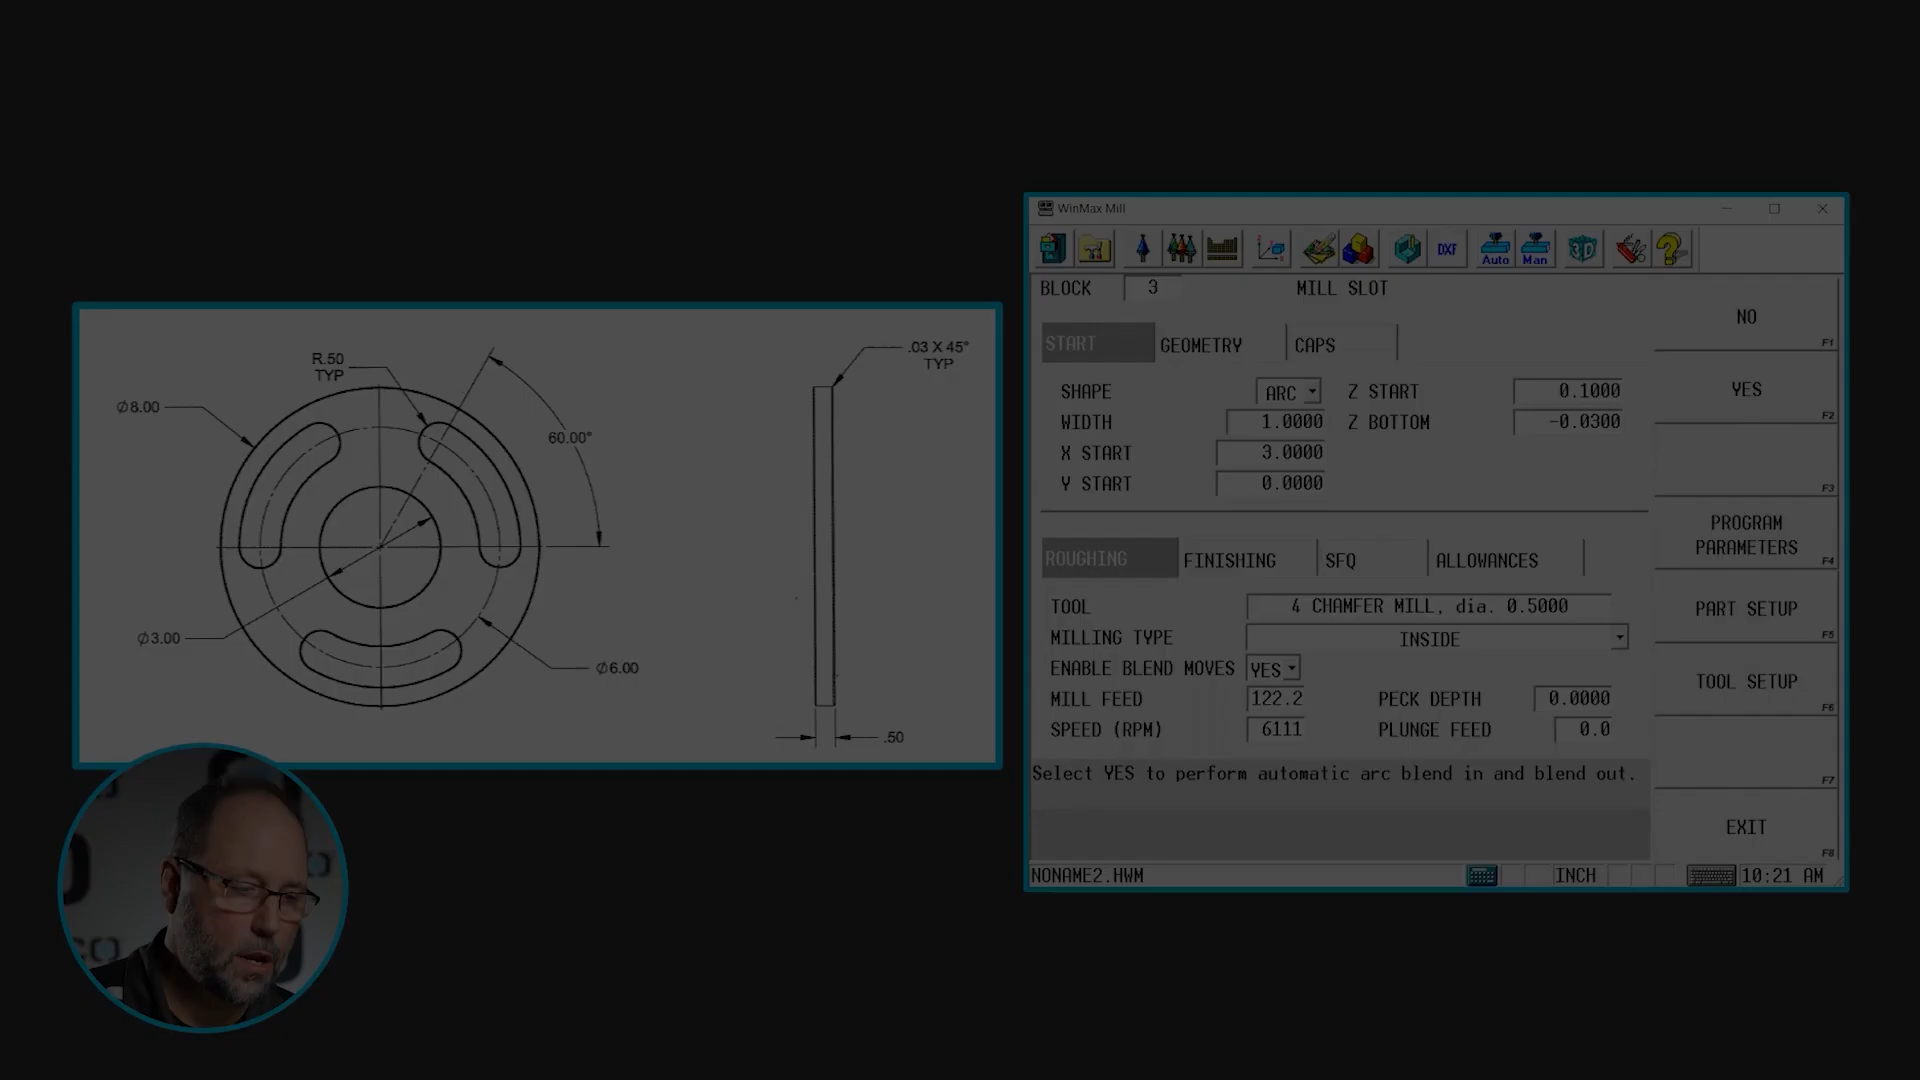 R.50
TYP
Ø8.00
60.00°
Ø3.00
Ø6.00
.03 X 45°
TYP
.50
WinMax Mill
DXF
Auto
Man
3D
BLOCK 3 MILL SLOT
START GEOMETRY CAPS
SHAPE ARC Z START 0.1000
WIDTH 1.0000 Z BOTTOM -0.0300
X START 3.0000
Y START 0.0000
ROUGHING FINISHING SFQ ALLOWANCES
TOOL 4 CHAMFER MILL, dia. 0.5000
MILLING TYPE INSIDE
ENABLE BLEND MOVES YES
MILL FEED 122.2 PECK DEPTH 0.0000
SPEED (RPM) 6111 PLUNGE FEED 0.0
Select YES to perform automatic arc blend in and blend out.
NO
F1
YES
F2
F3
PROGRAM
PARAMETERS
F4
PART SETUP
F5
TOOL SETUP
F6
F7
EXIT
F8
NONAME2.HWM INCH 10:21 AM